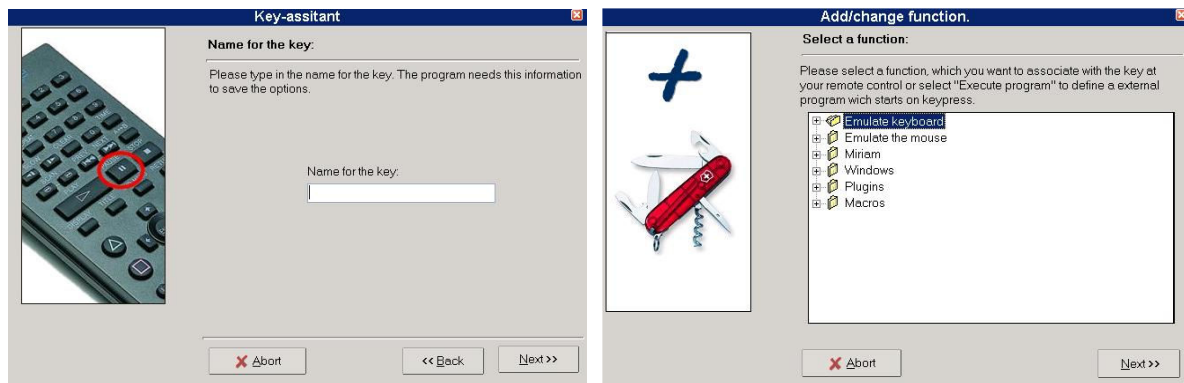 Key-assitant
Name for the key:
Please type in the name for the key. The program needs this information
to save the options.
Name for the key:
Abort
<< Back
Next >>
Add/change function.
Select a function:
Please select a function, which you want to associate with the key at
your remote control or select "Execute program" to define a external
program wich starts on keypress.
Emulate keyboard
Emulate the mouse
Miriam
Windows
Plugins
Macros
Abort
Next >>